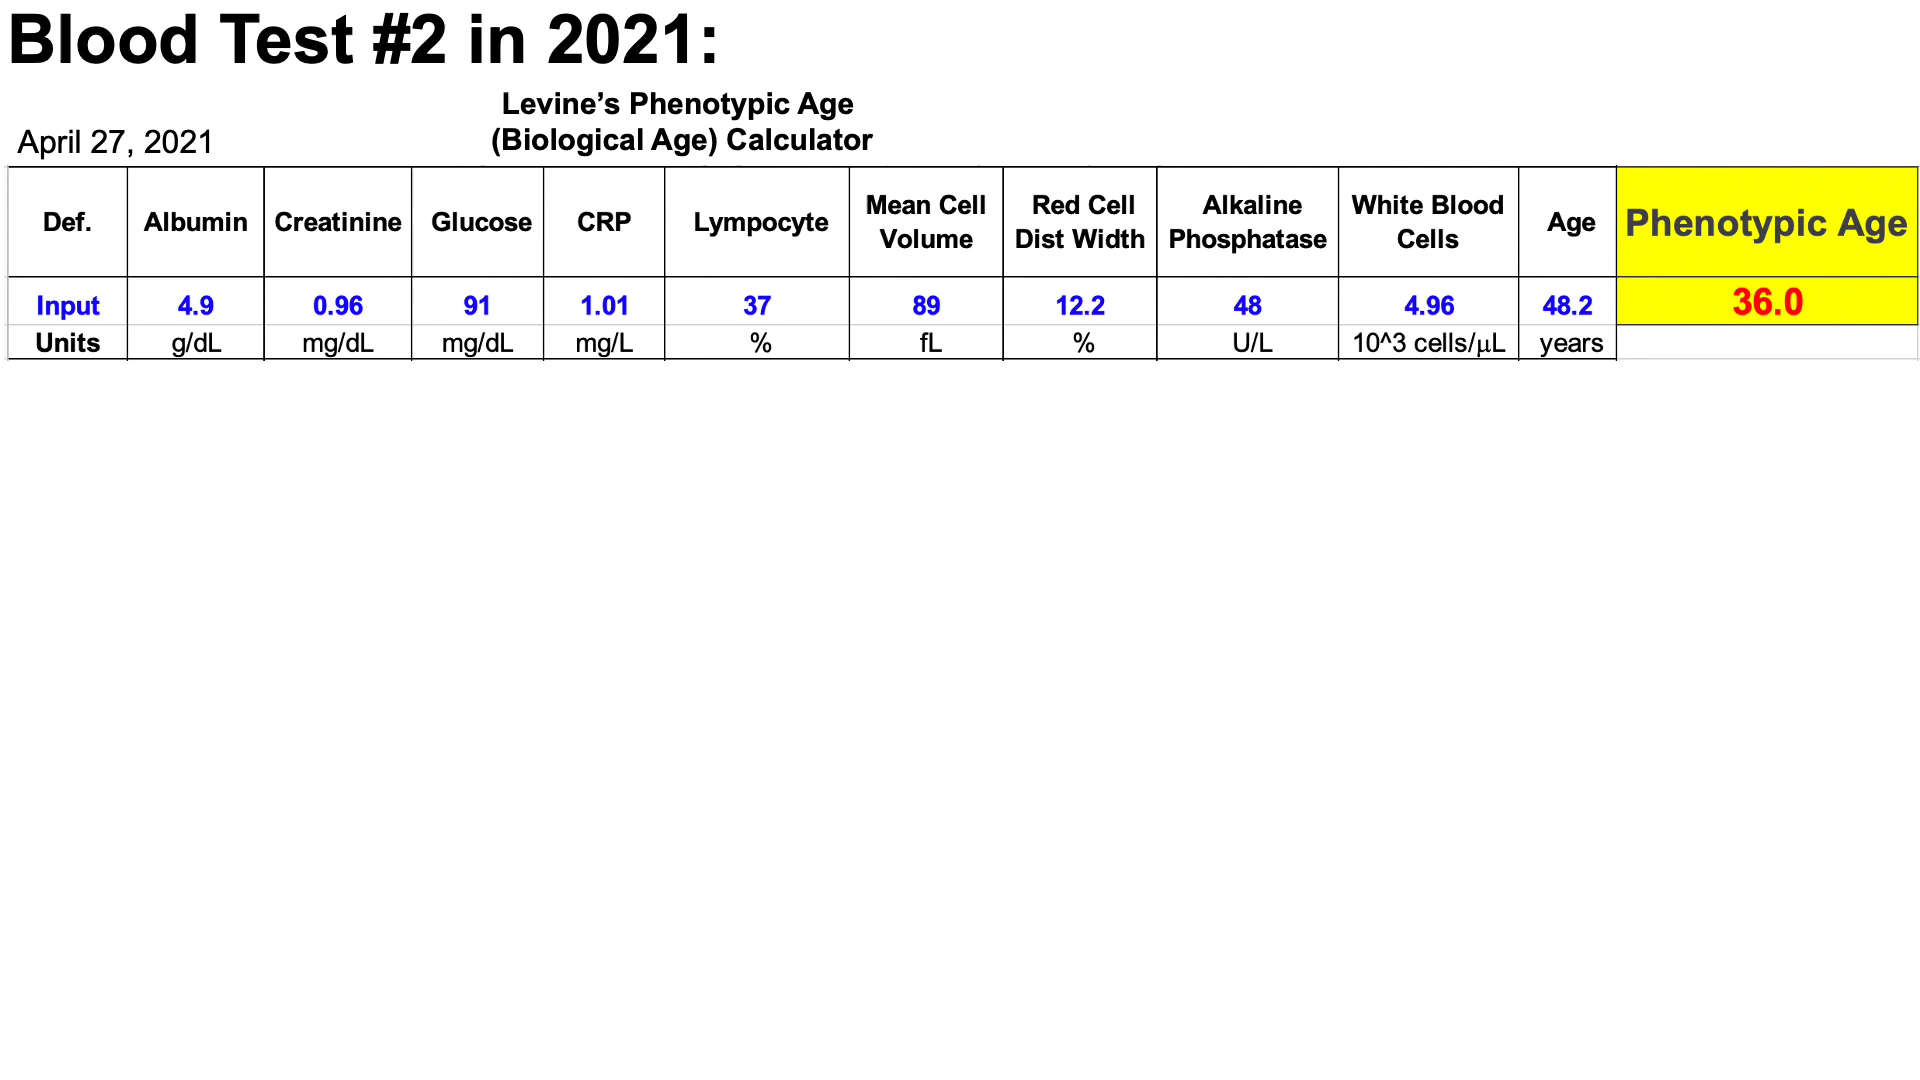 Blood Test #2 in 2021:
Levine’s Phenotypic Age
(Biological Age) Calculator
April 27, 2021
Def. Albumin Creatinine Glucose CRP Lympocyte Mean Cell Volume Red Cell Dist Width Alkaline Phosphatase White Blood Cells Age Phenotypic Age
Input 4.9 0.96 91 1.01 37 89 12.2 48 4.96 48.2 36.0
Units g/dL mg/dL mg/dL mg/L % fL % U/L 10^3 cells/μL years